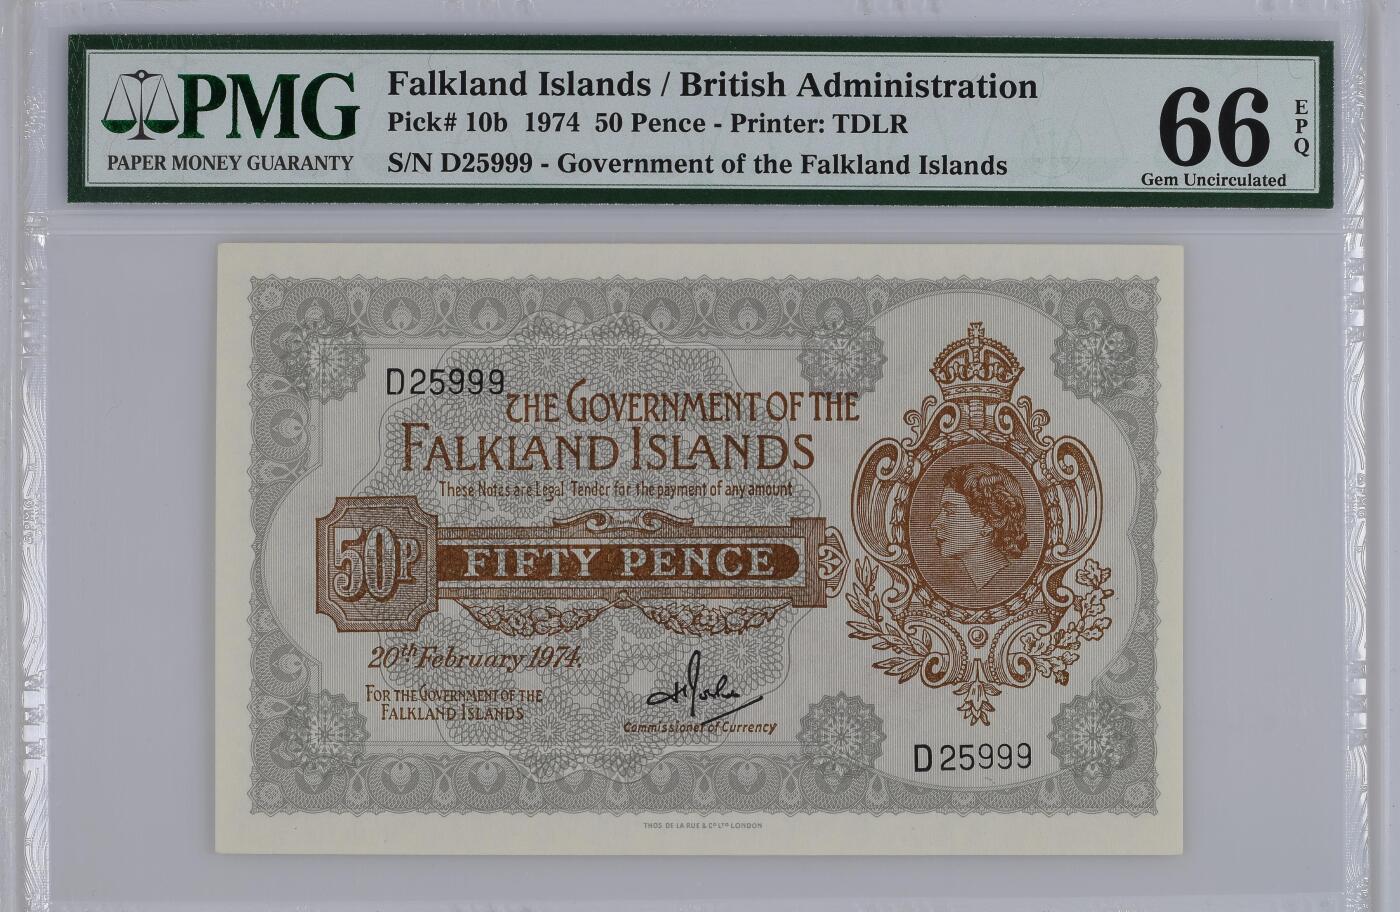 PMG
PAPER MONEY GUARANTY
Falkland Islands / British Administration
Pick# 10b 1974 50 Pence - Printer: TDLR
S/N D25999 - Government of the Falkland Islands
66
EPQ
Gem Uncirculated
D25999
THE GOVERNMENT OF THE
FALKLAND ISLANDS
These Notes are Legal Tender for the payment of any amount
50P
FIFTY PENCE
20th February 1974.
FOR THE GOVERNMENT OF THE
FALKLAND ISLANDS
Commissioner of Currency
D25999
THOS. DE LA RUE & CO LTD LONDON